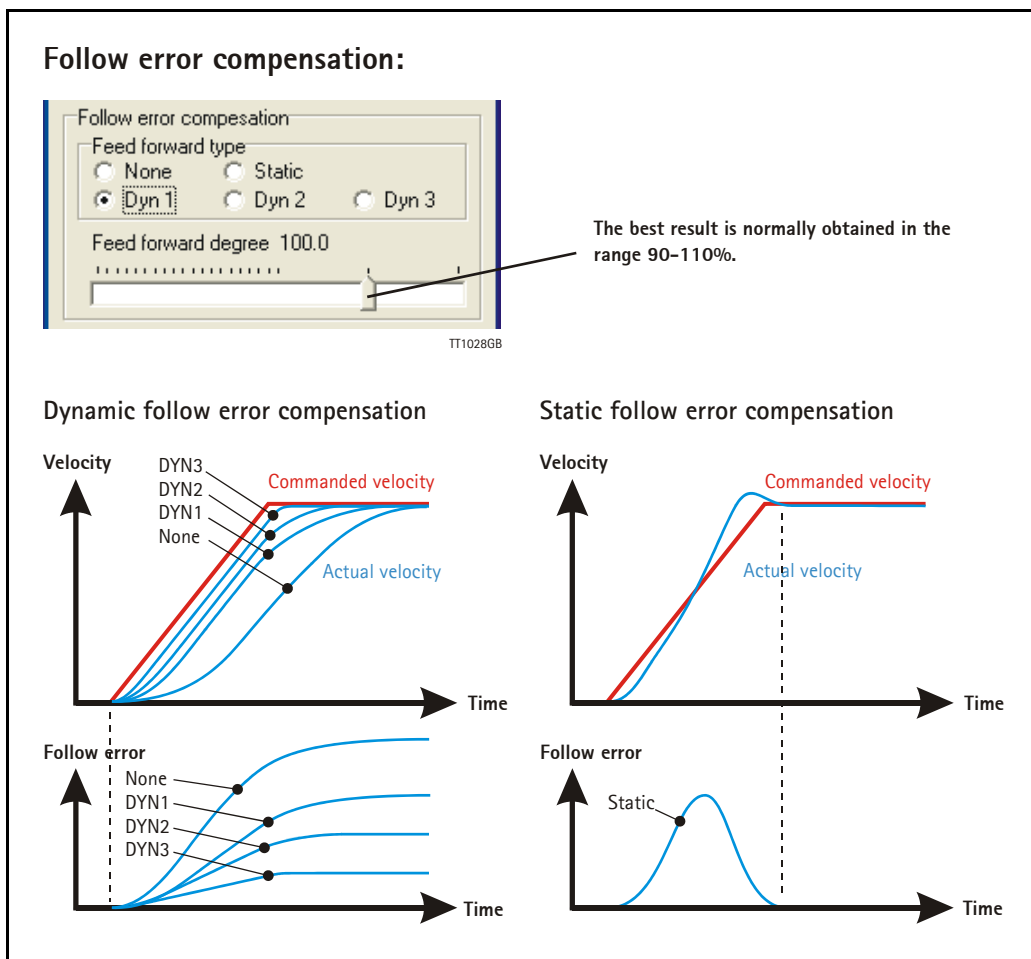 Follow error compensation:
Follow error compesation
Feed forward type
None
Static
Dyn 1
Dyn 2
Dyn 3
Feed forward degree 100.0
The best result is normally obtained in the
range 90-110%.
TT1028GB
Dynamic follow error compensation
Velocity
DYN3
DYN2
DYN1
None
Commanded velocity
Actual velocity
Time
Follow error
None
DYN1
DYN2
DYN3
Time
Static follow error compensation
Velocity
Commanded velocity
Actual velocity
Time
Follow error
Static
Time